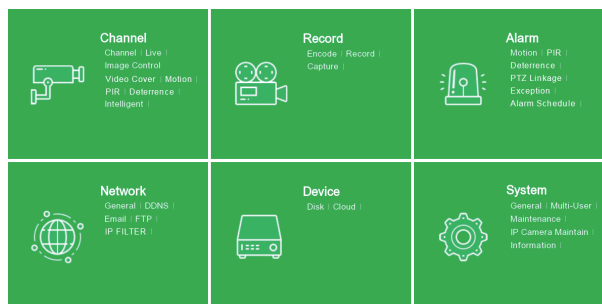 Channel
Channel | Live |
Image Control
Video Cover | Motion |
PIR | Deterrence |
Intelligent |
Record
Encode | Record |
Capture |
Alarm
Motion | PIR |
Deterrence |
PTZ Linkage |
Exception |
Alarm Schedule |
Network
General | DDNS |
Email | FTP |
IP FILTER |
Device
Disk | Cloud |
System
General | Multi-User |
Maintenance |
IP Camera Maintain |
Information |